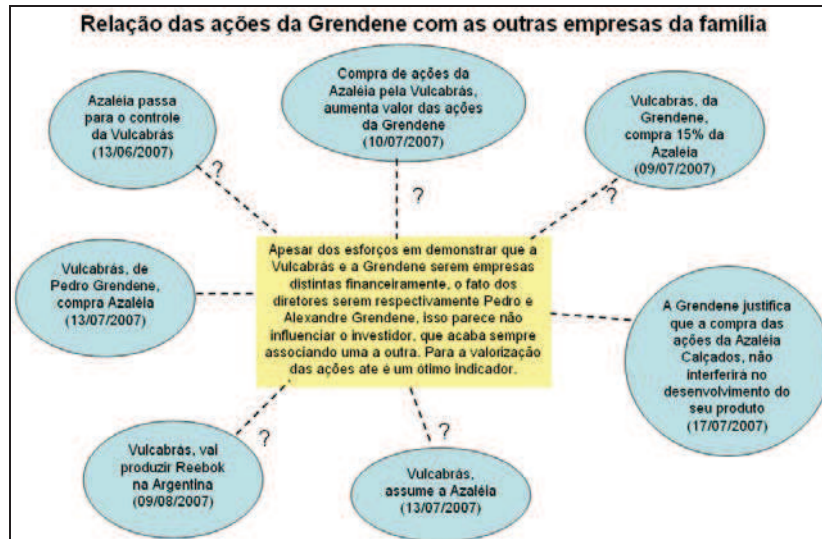 Relação das ações da Grendene com as outras empresas da família
Azaléia passa
para o controle
da Vulcabrás
(13/06/2007)
Compra de ações da
Azaléia pela Vulcabrás,
aumenta valor das ações
da Grendene
(10/07/2007)
Vulcabrás, da
Grendene,
compra 15% da
Azaléia
(09/07/2007)
?
?
?
Apesar dos esforços em demonstrar que a
Vulcabrás e a Grendene serem empresas
distintas financeiramente, o fato dos
diretores serem respectivamente Pedro e
Alexandre Grendene, isso parece não
influenciar o investidor, que acaba sempre
associando uma a outra. Para a valorização
das ações ate é um ótimo indicador.
Vulcabrás, de
Pedro Grendene,
compra Azaléia
(13/07/2007)
A Grendene justifica
que a compra das
ações da Azaléia
Calçados, não
interferirá no
desenvolvimento do
seu produto
(17/07/2007)
?
?
Vulcabrás, vai
produzir Reebok
na Argentina
(09/08/2007)
Vulcabrás,
assume a Azaléia
(13/07/2007)